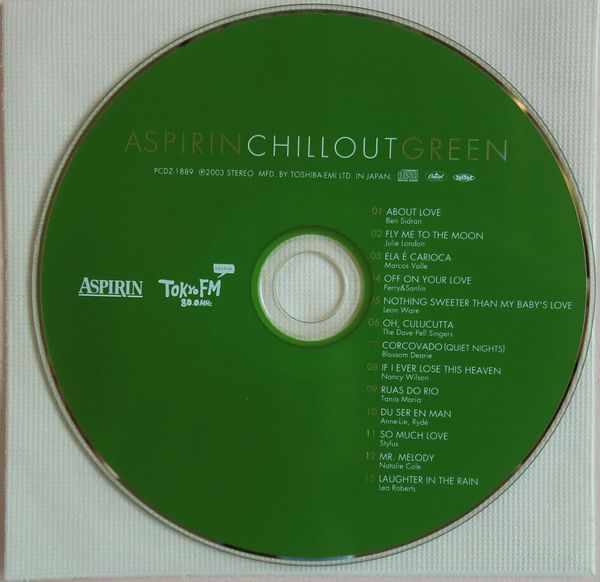 ASPIRINCHILLOUTGREEN
PCDZ-1889 ℗2003 STEREO MFD. BY TOSHIBA-EMI LTD. IN JAPAN.
01 ABOUT LOVE
Ben Sidran
02 FLY ME TO THE MOON
Julie London
03 ELA É CARIOCA
Marcos Valle
04 OFF ON YOUR LOVE
Perry&Sanlin
05 NOTHING SWEETER THAN MY BABY'S LOVE
Leon Ware
06 OH, CULUCUTTA
The Dave Pell Singers
07 CORCOVADO (QUIET NIGHTS)
Blossom Dearie
08 IF I EVER LOSE THIS HEAVEN
Nancy Wilson
09 RUAS DO RIO
Tania Maria
10 DU SER EN MAN
Anne-Lie, Rydé
11 SO MUCH LOVE
Stylus
12 MR. MELODY
Natalie Cole
13 LAUGHTER IN THE RAIN
Lea Roberts
ASPIRIN
TOKYO FM
80.0MHz